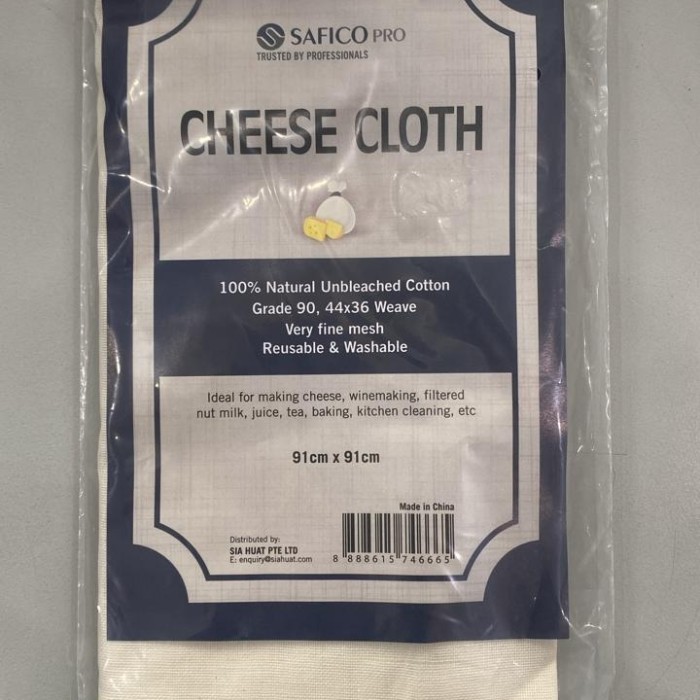 SAFICO PRO
TRUSTED BY PROFESSIONALS
CHEESE CLOTH
100% Natural Unbleached Cotton
Grade 90, 44x36 Weave
Very fine mesh
Reusable & Washable
Ideal for making cheese, winemaking, filtered
nut milk, juice, tea, baking, kitchen cleaning, etc
91cm x 91cm
Made in China
Distributed by:
SIA HUAT PTE LTD
E: enquiry@siahuat.com
8 888615 746665